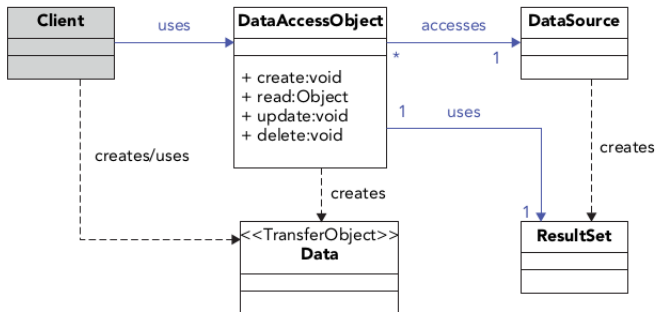 Client
uses
DataAccessObject
accesses
DataSource
*
1
+ create:void
+ read:Object
+ update:void
+ delete:void
1
uses
creates/uses
creates
creates
1
<<TransferObject>>
Data
ResultSet